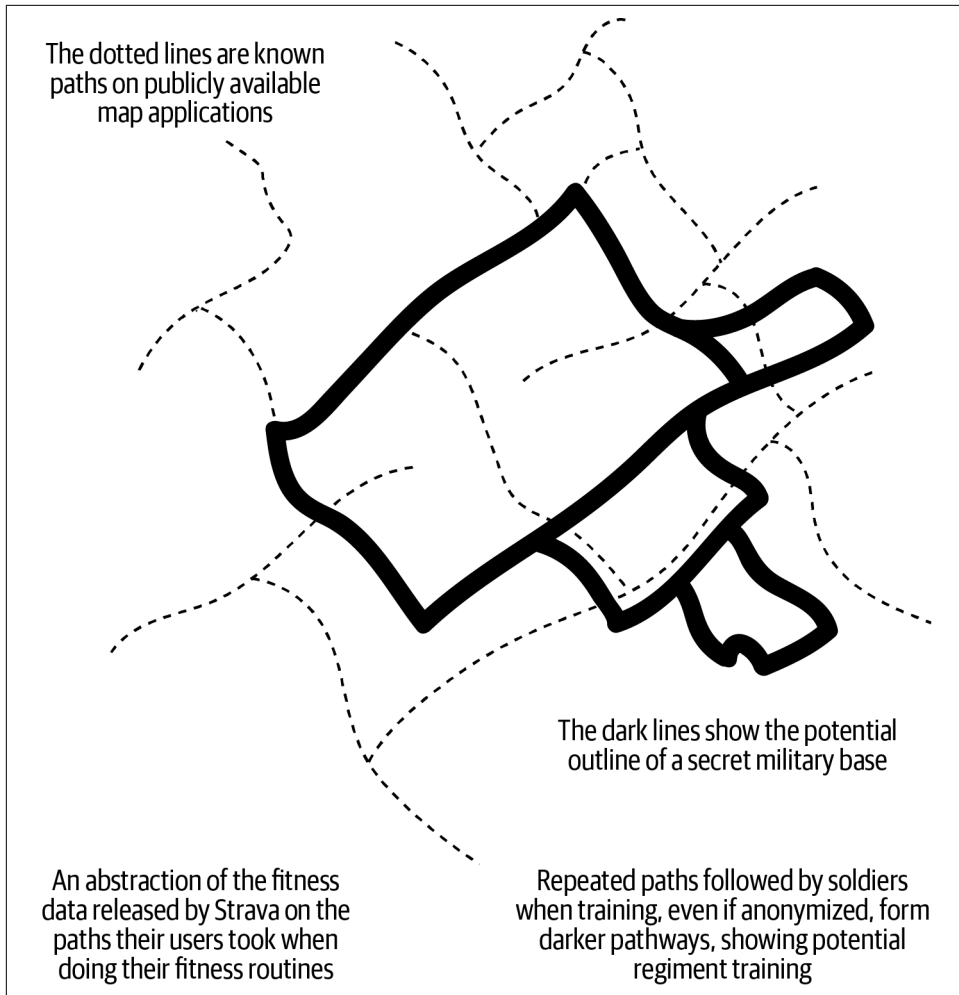 The dotted lines are known
paths on publicly available
map applications
The dark lines show the potential
outline of a secret military base
An abstraction of the fitness
data released by Strava on the
paths their users took when
doing their fitness routines
Repeated paths followed by soldiers
when training, even if anonymized, form
darker pathways, showing potential
regiment training